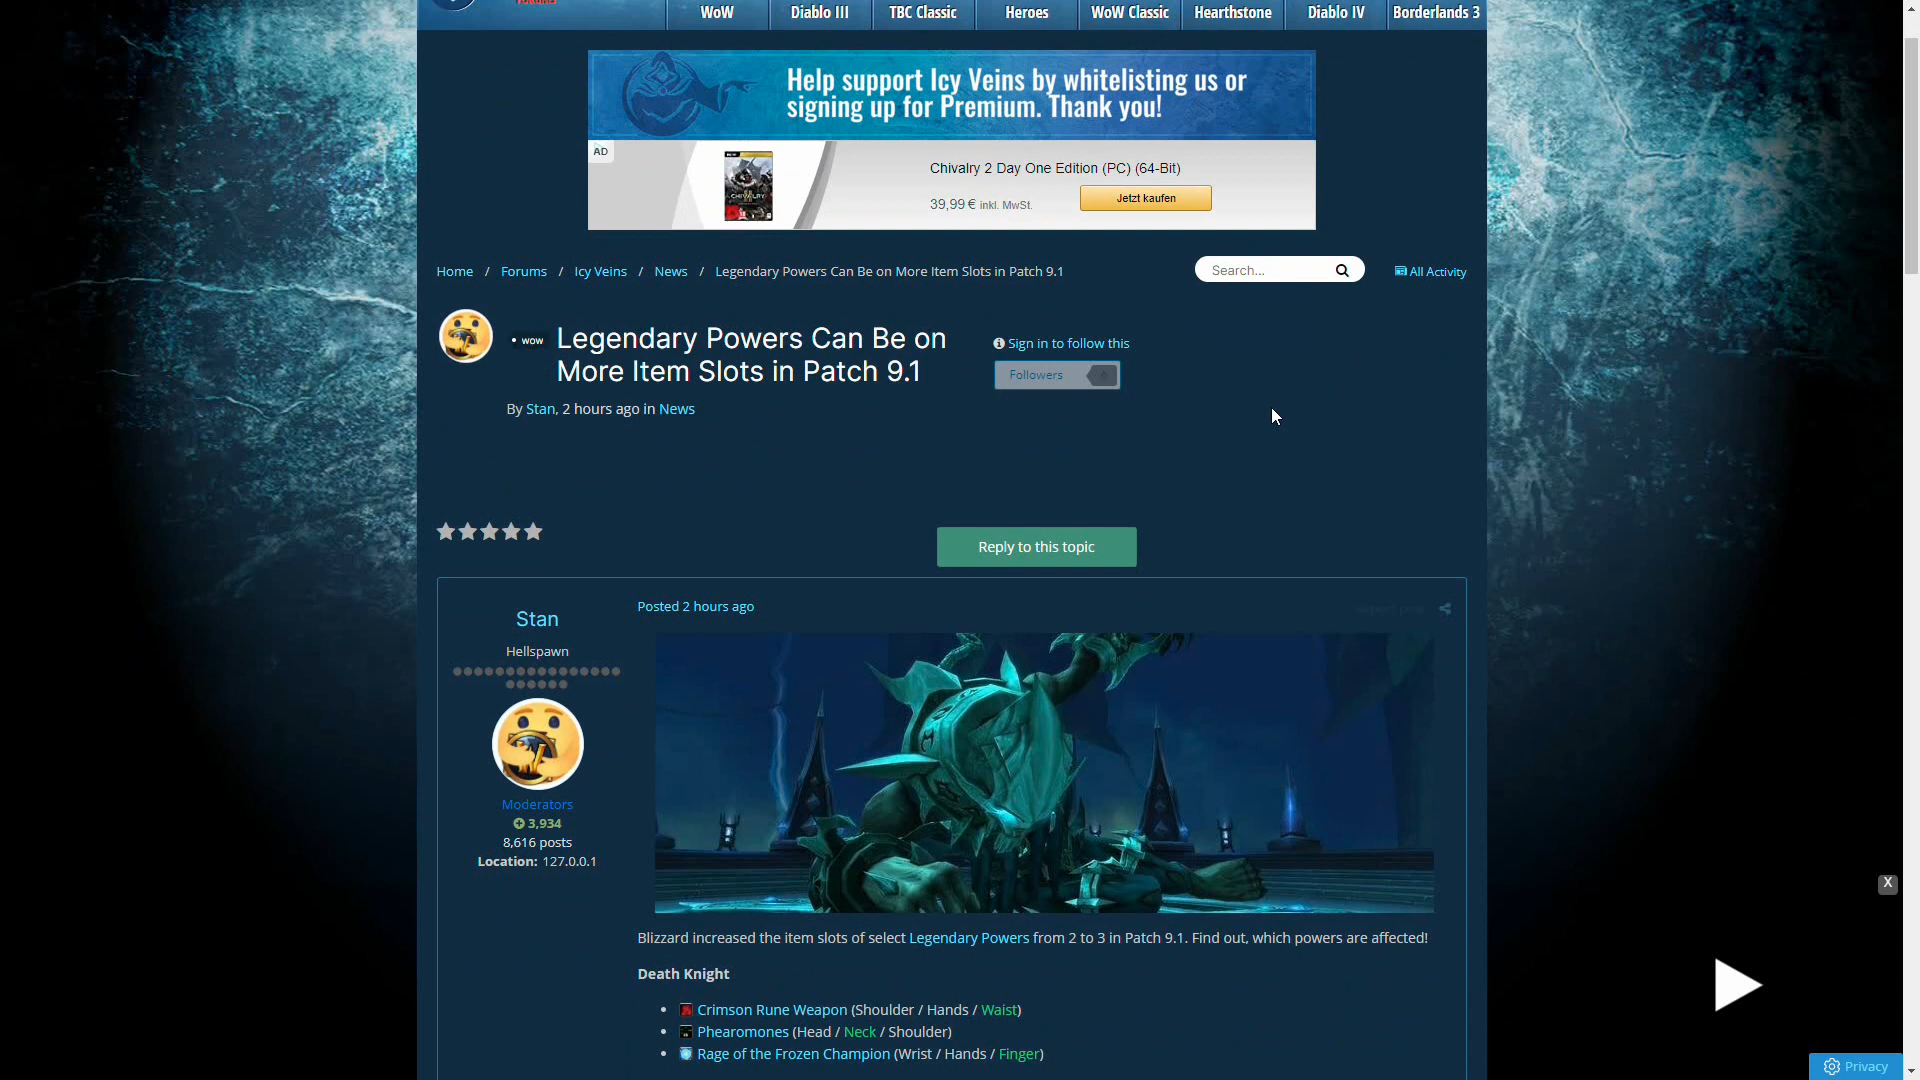 WoW
Diablo III
TBC Classic
Heroes
WoW Classic
Hearthstone
Diablo IV
Borderlands 3
Help support Icy Veins by whitelisting us or
signing up for Premium. Thank you!
AD
Chivalry 2 Day One Edition (PC) (64-Bit)
39,99 € inkl. MwSt.
Jetzt kaufen
Home / Forums / Icy Veins / News / Legendary Powers Can Be on More Item Slots in Patch 9.1
Search...
All Activity
• WOW
Legendary Powers Can Be on
More Item Slots in Patch 9.1
Sign in to follow this
Followers
By Stan, 2 hours ago in News
Reply to this topic
Stan
Hellspawn
Moderators
3,934
8,616 posts
Location: 127.0.0.1
Posted 2 hours ago
Blizzard increased the item slots of select Legendary Powers from 2 to 3 in Patch 9.1. Find out, which powers are affected!
Death Knight
• Crimson Rune Weapon (Shoulder / Hands / Waist)
• Phearomones (Head / Neck / Shoulder)
• Rage of the Frozen Champion (Wrist / Hands / Finger)
X
Privacy